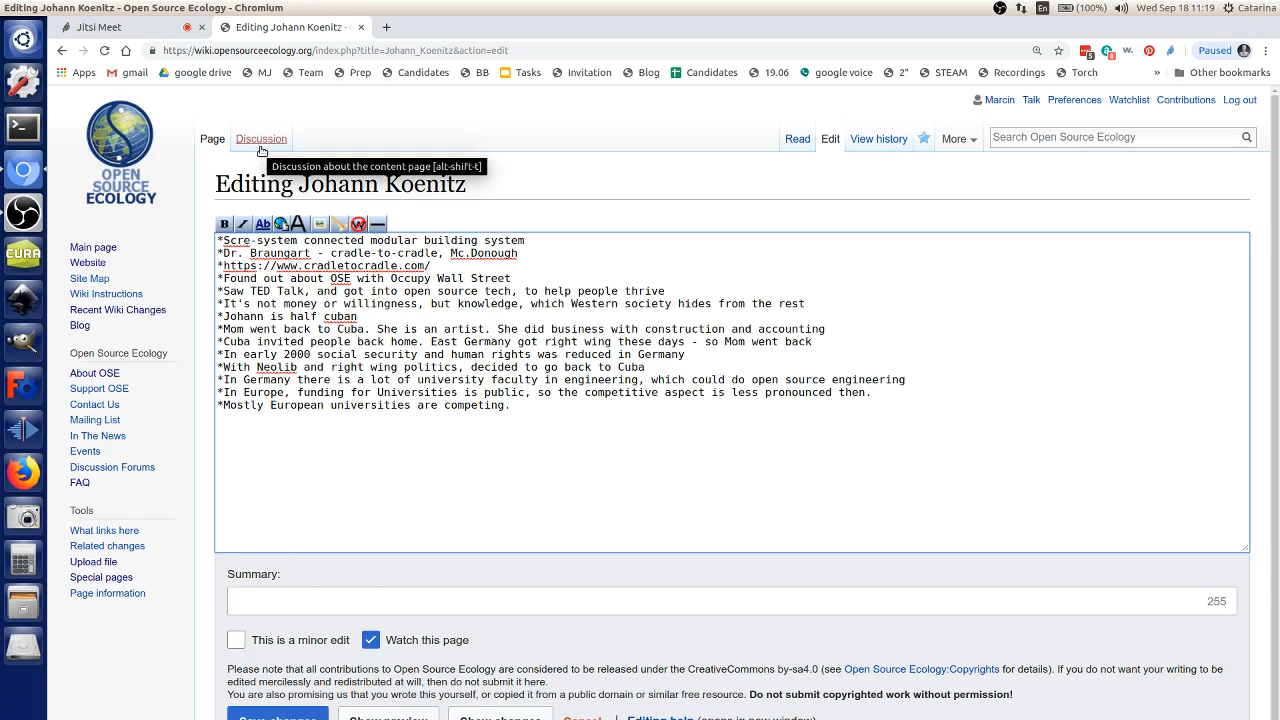 Editing Johann Koenitz - Open Source Ecology - Chromium
En (100%) Wed Sep 18 11:19 Catarina
Jitsi Meet
Editing Johann Koenitz -
https://wiki.opensourceecology.org/index.php?title=Johann_Koenitz&action=edit
Paused
Apps gmail google drive MJ Team Prep Candidates BB Tasks Invitation Blog Candidates 19.06 google voice 2" STEAM Recordings Torch » Other bookmarks
Marcin Talk Preferences Watchlist Contributions Log out
Page Discussion Read Edit View history More Search Open Source Ecology
Discussion about the content page [alt-shift-t]
OPEN
SOURCE
ECOLOGY
CURA
Editing Johann Koenitz
B I Ab A W
*Scre-system connected modular building system
*Dr. Braungart - cradle-to-cradle, Mc.Donough
*https://www.cradletocradle.com/
*Found out about OSE with Occupy Wall Street
*Saw TED Talk, and got into open source tech, to help people thrive
*It's not money or willingness, but knowledge, which Western society hides from the rest
*Johann is half cuban
*Mom went back to Cuba. She is an artist. She did business with construction and accounting
*Cuba invited people back home. East Germany got right wing these days - so Mom went back
*In early 2000 social security and human rights was reduced in Germany
*With Neolib and right wing politics, decided to go back to Cuba
*In Germany there is a lot of university faculty in engineering, which could do open source engineering
*In Europe, funding for Universities is public, so the competitive aspect is less pronounced then.
*Mostly European universities are competing.
Main page
Website
Site Map
Wiki Instructions
Recent Wiki Changes
Blog
Open Source Ecology
About OSE
Support OSE
Contact Us
Mailing List
In The News
Events
Discussion Forums
FAQ
Tools
What links here
Related changes
Upload file
Special pages
Page information
Summary:
255
This is a minor edit Watch this page
Please note that all contributions to Open Source Ecology are considered to be released under the CreativeCommons by-sa4.0 (see Open Source Ecology:Copyrights for details). If you do not want your writing to
be edited mercilessly and redistributed at will, then do not submit it here.
You are also promising us that you wrote this yourself, or copied it from a public domain or similar free resource. Do not submit copyrighted work without permission!
Save changes Show preview Show changes Cancel | Editing help (opens in new window)